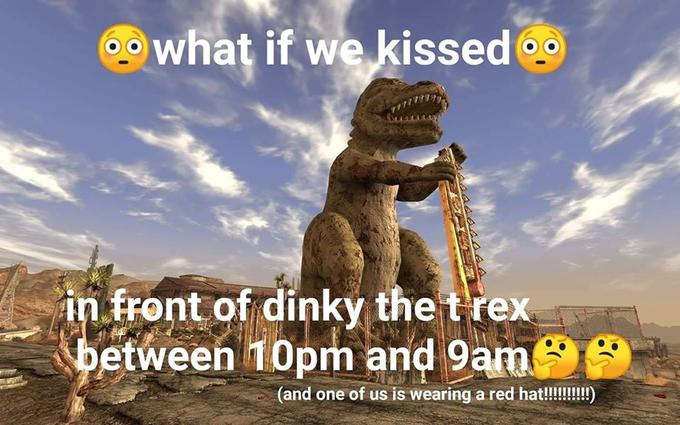 😳what if we kissed😳
in front of dinky the t rex
between 10pm and 9am🤔🤔
(and one of us is wearing a red hat!!!!!!!!!!)